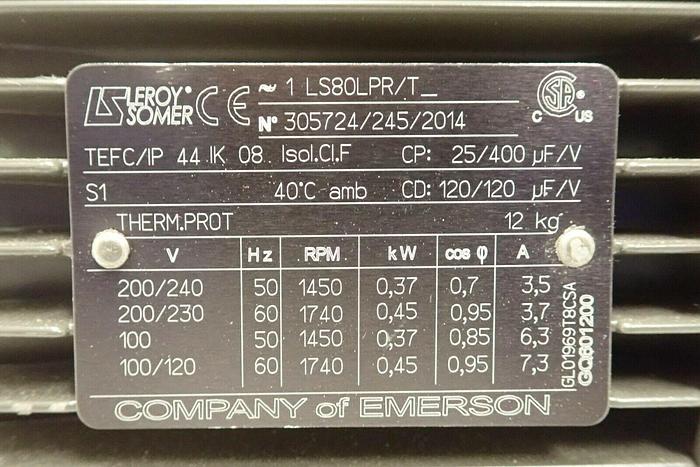 LS LEROY® SOMER CE ~ 1 LS80LPR/T_
N° 305724/245/2014
CSA ® C US
TEFC/IP 44 IK 08 Isol.Cl.F CP: 25/400 µF/V
S1 40°C amb CD: 120/120 µF/V
THERM.PROT 12 kg
V Hz RPM kW cos φ A
200/240 50 1450 0,37 0,7 3,5
200/230 60 1740 0,45 0,95 3,7
100 50 1450 0,37 0,85 6,3
100/120 60 1740 0,45 0,95 7,3
GL01969T8CSA
GQ601200
COMPANY of EMERSON